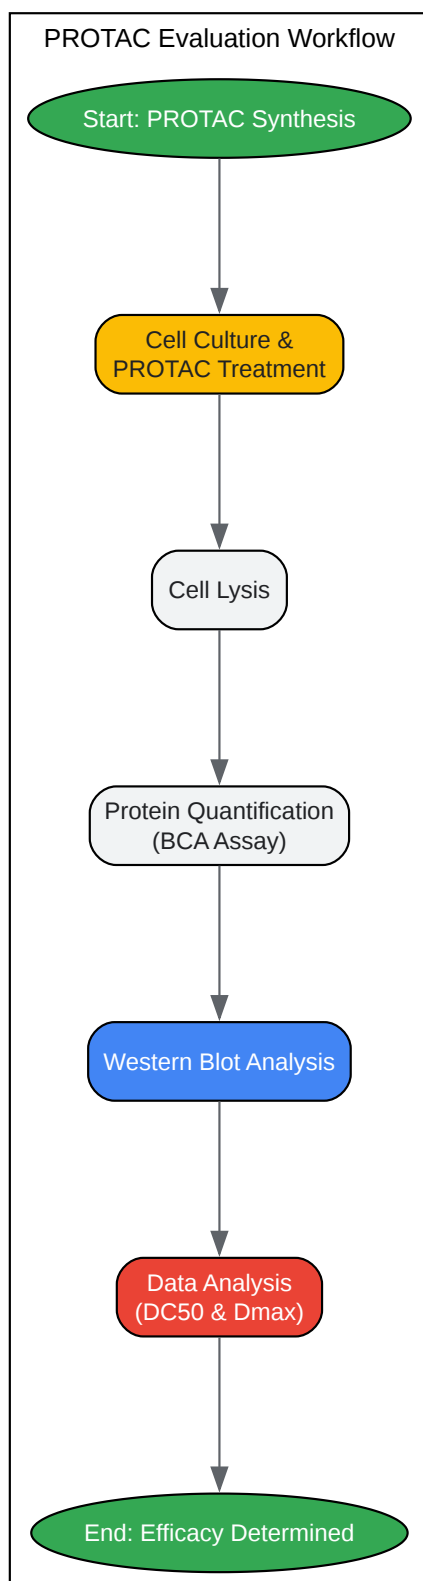 PROTAC Evaluation Workflow
Start: PROTAC Synthesis
Cell Culture &
PROTAC Treatment
Cell Lysis
Protein Quantification
(BCA Assay)
Western Blot Analysis
Data Analysis
(DC50 & Dmax)
End: Efficacy Determined